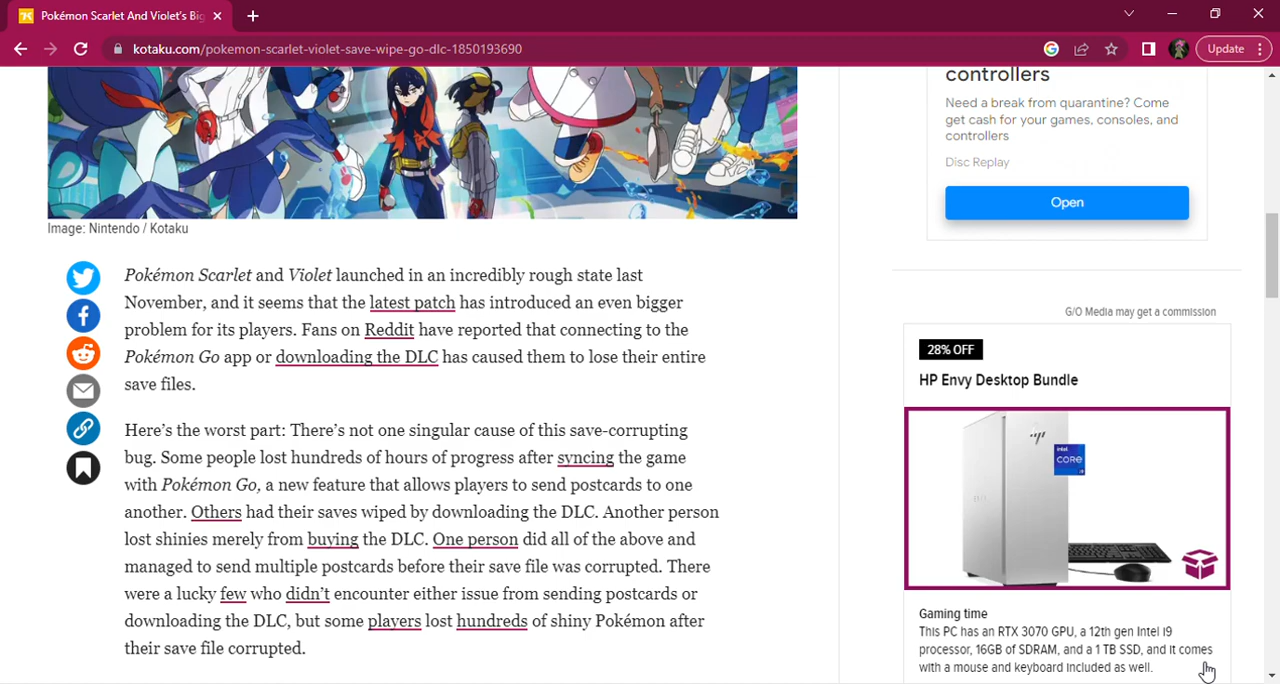 Pokémon Scarlet And Violet's Big
kotaku.com/pokemon-scarlet-violet-save-wipe-go-dlc-1850193690
Update
Image: Nintendo / Kotaku
Pokémon Scarlet and Violet launched in an incredibly rough state last
November, and it seems that the latest patch has introduced an even bigger
problem for its players. Fans on Reddit have reported that connecting to the
Pokémon Go app or downloading the DLC has caused them to lose their entire
save files.
Here’s the worst part: There’s not one singular cause of this save-corrupting
bug. Some people lost hundreds of hours of progress after syncing the game
with Pokémon Go, a new feature that allows players to send postcards to one
another. Others had their saves wiped by downloading the DLC. Another person
lost shinies merely from buying the DLC. One person did all of the above and
managed to send multiple postcards before their save file was corrupted. There
were a lucky few who didn’t encounter either issue from sending postcards or
downloading the DLC, but some players lost hundreds of shiny Pokémon after
their save file corrupted.
controllers
Need a break from quarantine? Come
get cash for your games, consoles, and
controllers
Disc Replay
Open
G/O Media may get a commission
28% OFF
HP Envy Desktop Bundle
hp
intel
CORE
i9
ENVY
Gaming time
This PC has an RTX 3070 GPU, a 12th gen Intel i9
processor, 16GB of SDRAM, and a 1 TB SSD, and it comes
with a mouse and keyboard included as well.